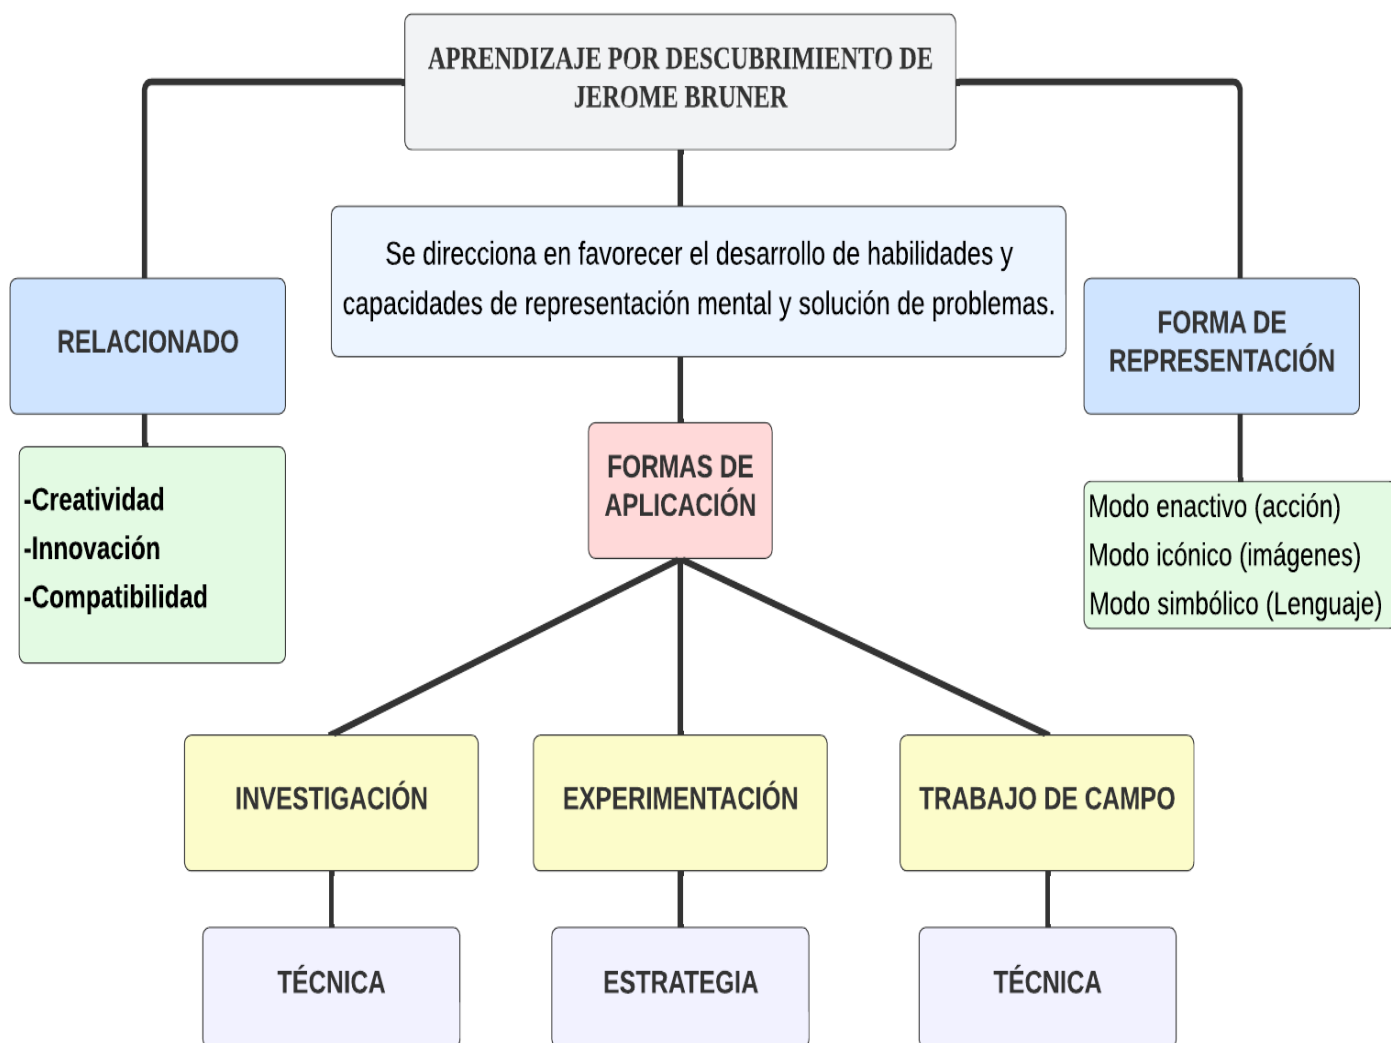 APRENDIZAJE POR DESCUBRIMIENTO DE
JEROME BRUNER
Se direcciona en favorecer el desarrollo de habilidades y
capacidades de representación mental y solución de problemas.
RELACIONADO
-Creatividad
-Innovación
-Compatibilidad
FORMA DE
REPRESENTACIÓN
Modo enactivo (acción)
Modo icónico (imágenes)
Modo simbólico (Lenguaje)
FORMAS DE
APLICACIÓN
INVESTIGACIÓN
EXPERIMENTACIÓN
TRABAJO DE CAMPO
TÉCNICA
ESTRATEGIA
TÉCNICA